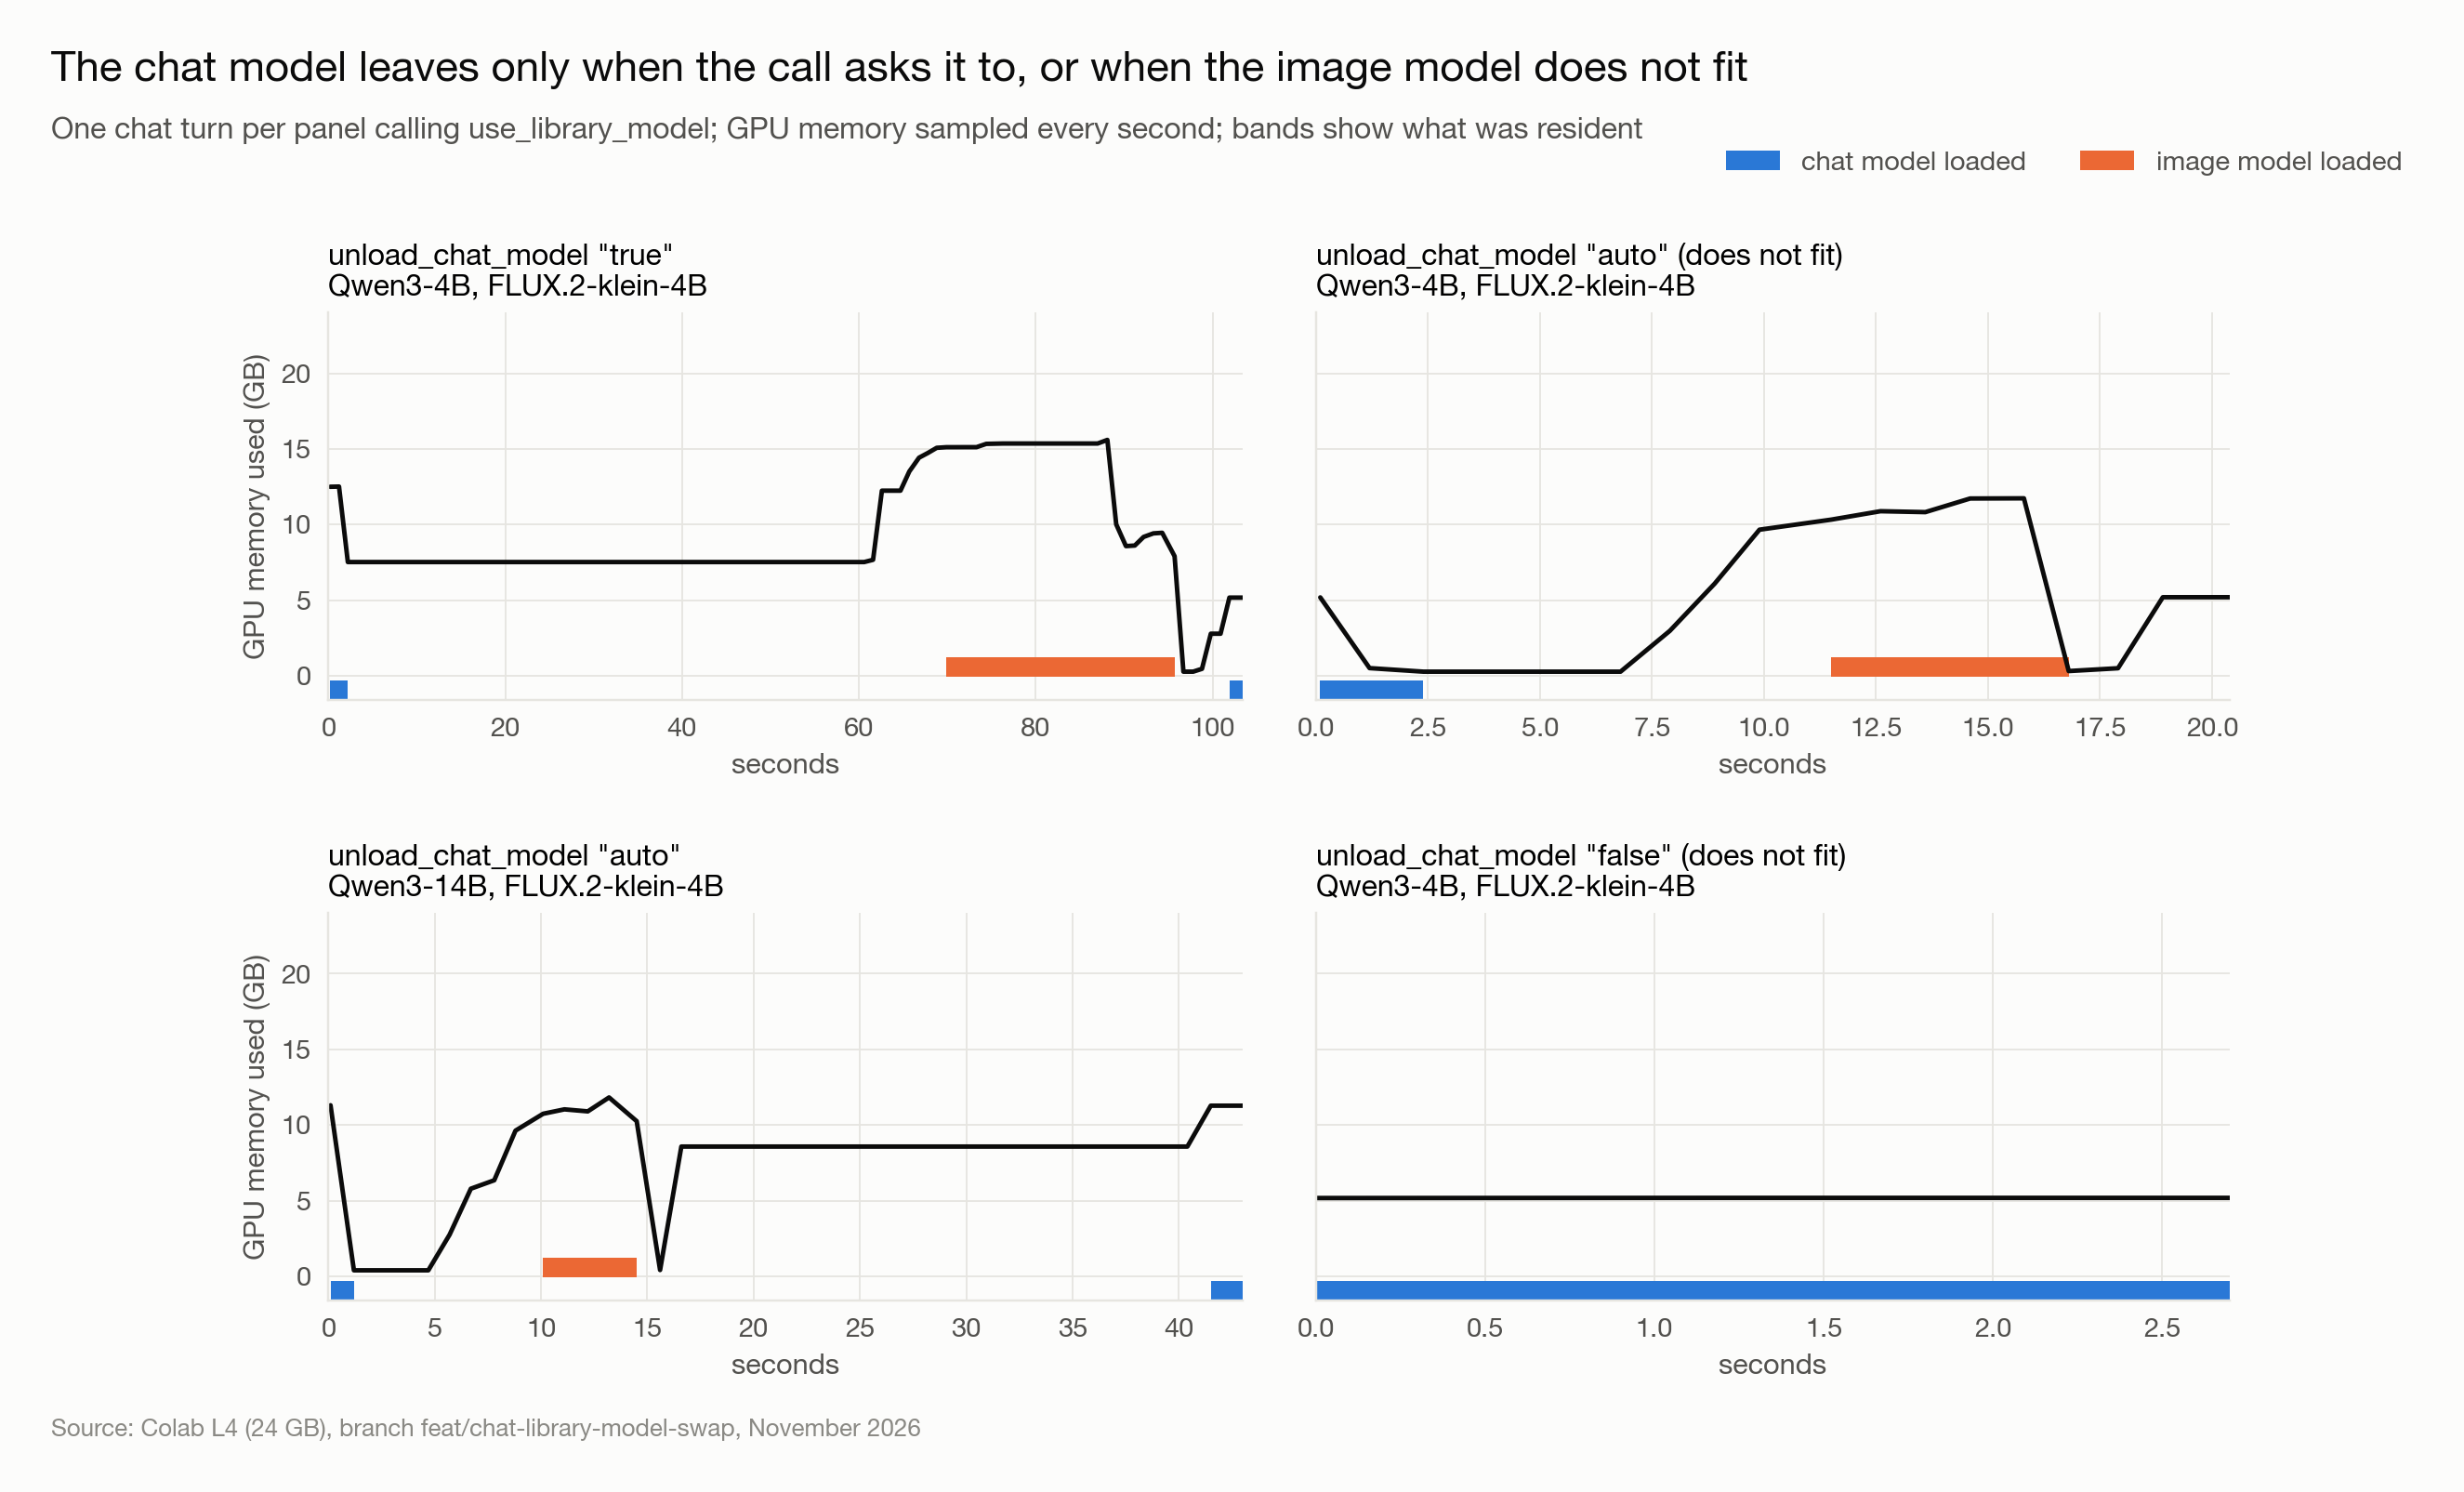 The chat model leaves only when the call asks it to, or when the image model does not fit
One chat turn per panel calling use_library_model; GPU memory sampled every second; bands show what was resident
chat model loaded
image model loaded
unload_chat_model "true"
Qwen3-4B, FLUX.2-klein-4B
GPU memory used (GB)
20
15
10
5
0
0 20 40 60 80 100
seconds
unload_chat_model "auto" (does not fit)
Qwen3-4B, FLUX.2-klein-4B
0.0 2.5 5.0 7.5 10.0 12.5 15.0 17.5 20.0
seconds
unload_chat_model "auto"
Qwen3-14B, FLUX.2-klein-4B
GPU memory used (GB)
20
15
10
5
0
0 5 10 15 20 25 30 35 40
seconds
unload_chat_model "false" (does not fit)
Qwen3-4B, FLUX.2-klein-4B
0.0 0.5 1.0 1.5 2.0 2.5
seconds
Source: Colab L4 (24 GB), branch feat/chat-library-model-swap, November 2026